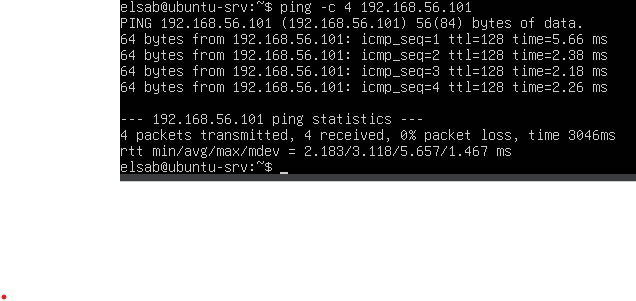 elsab@ubuntu-srv:~$ ping -c 4 192.168.56.101
PING 192.168.56.101 (192.168.56.101) 56(84) bytes of data.
64 bytes from 192.168.56.101: icmp_seq=1 ttl=128 time=5.66 ms
64 bytes from 192.168.56.101: icmp_seq=2 ttl=128 time=2.38 ms
64 bytes from 192.168.56.101: icmp_seq=3 ttl=128 time=2.18 ms
64 bytes from 192.168.56.101: icmp_seq=4 ttl=128 time=2.26 ms
--- 192.168.56.101 ping statistics ---
4 packets transmitted, 4 received, 0% packet loss, time 3046ms
rtt min/avg/max/mdev = 2.183/3.118/5.657/1.467 ms
elsab@ubuntu-srv:~$ _